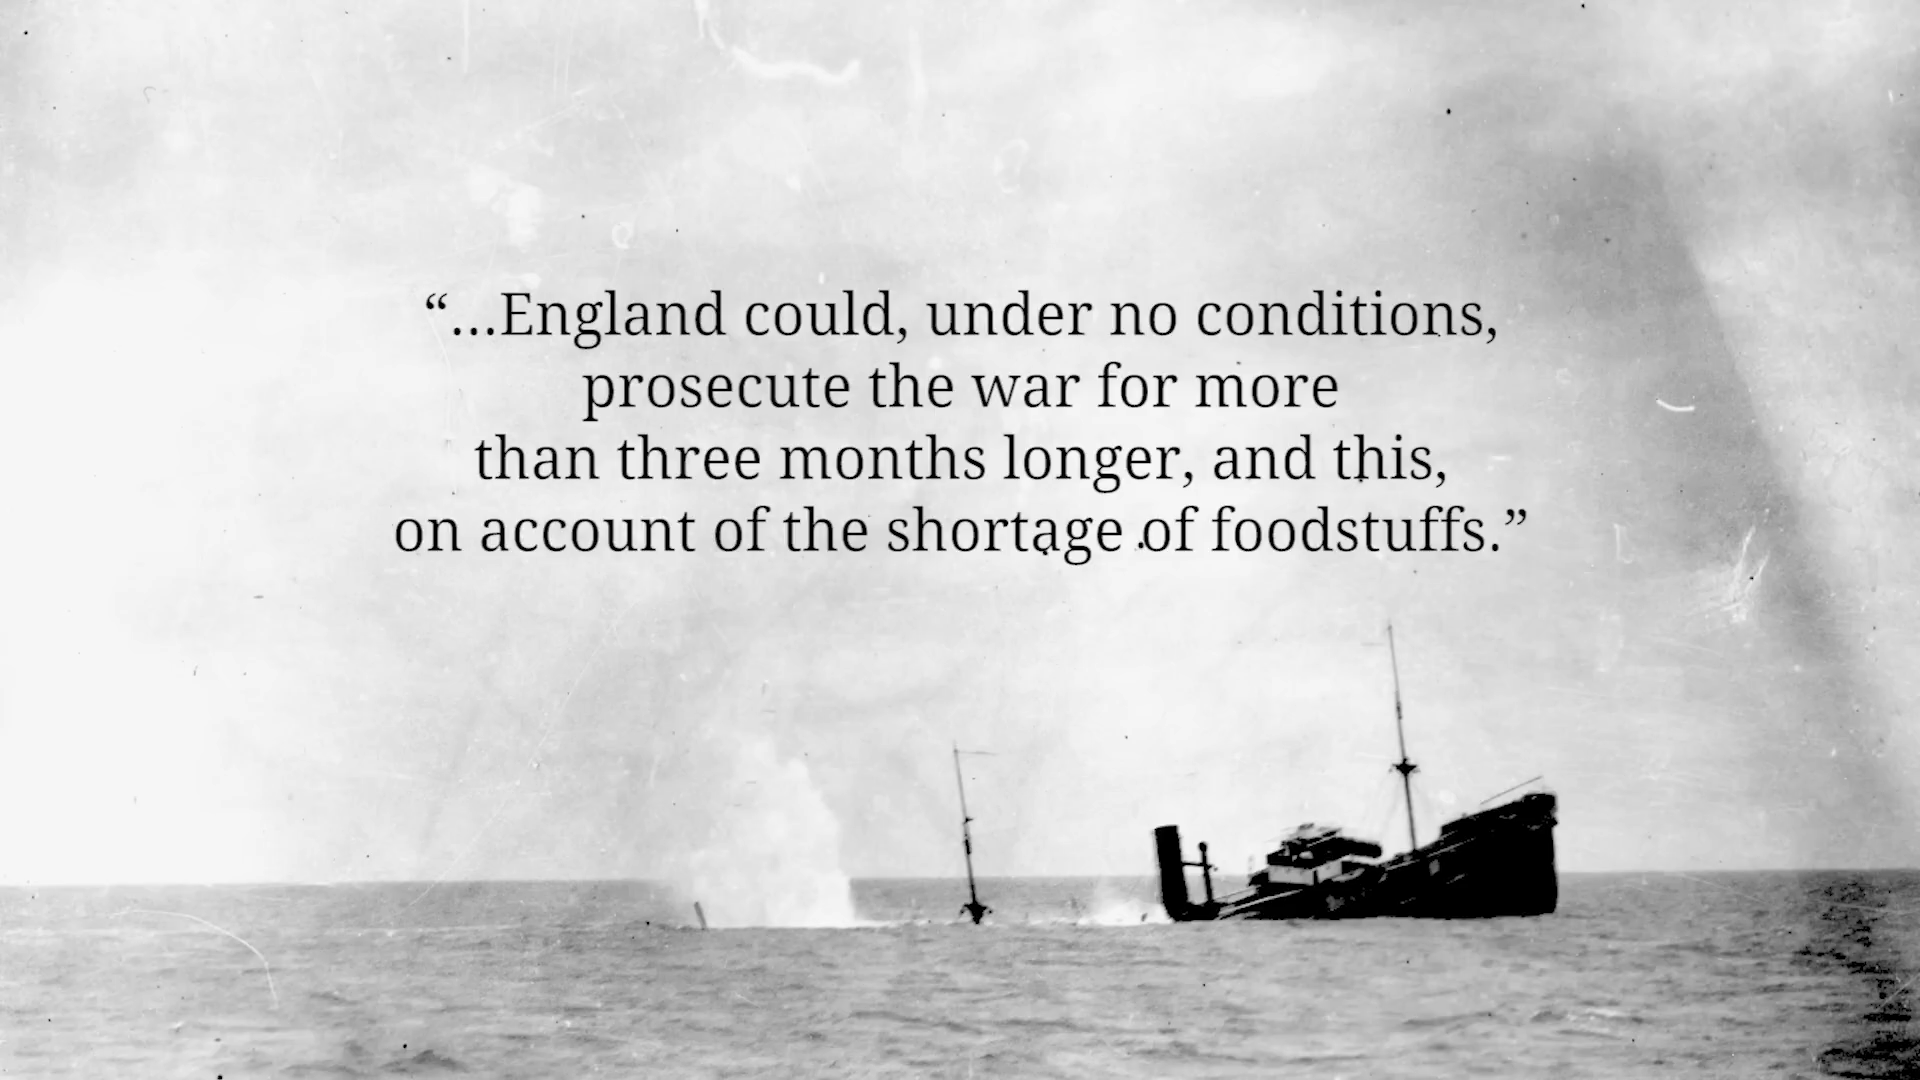 “...England could, under no conditions,
prosecute the war for more
than three months longer, and this,
on account of the shortage of foodstuffs.”